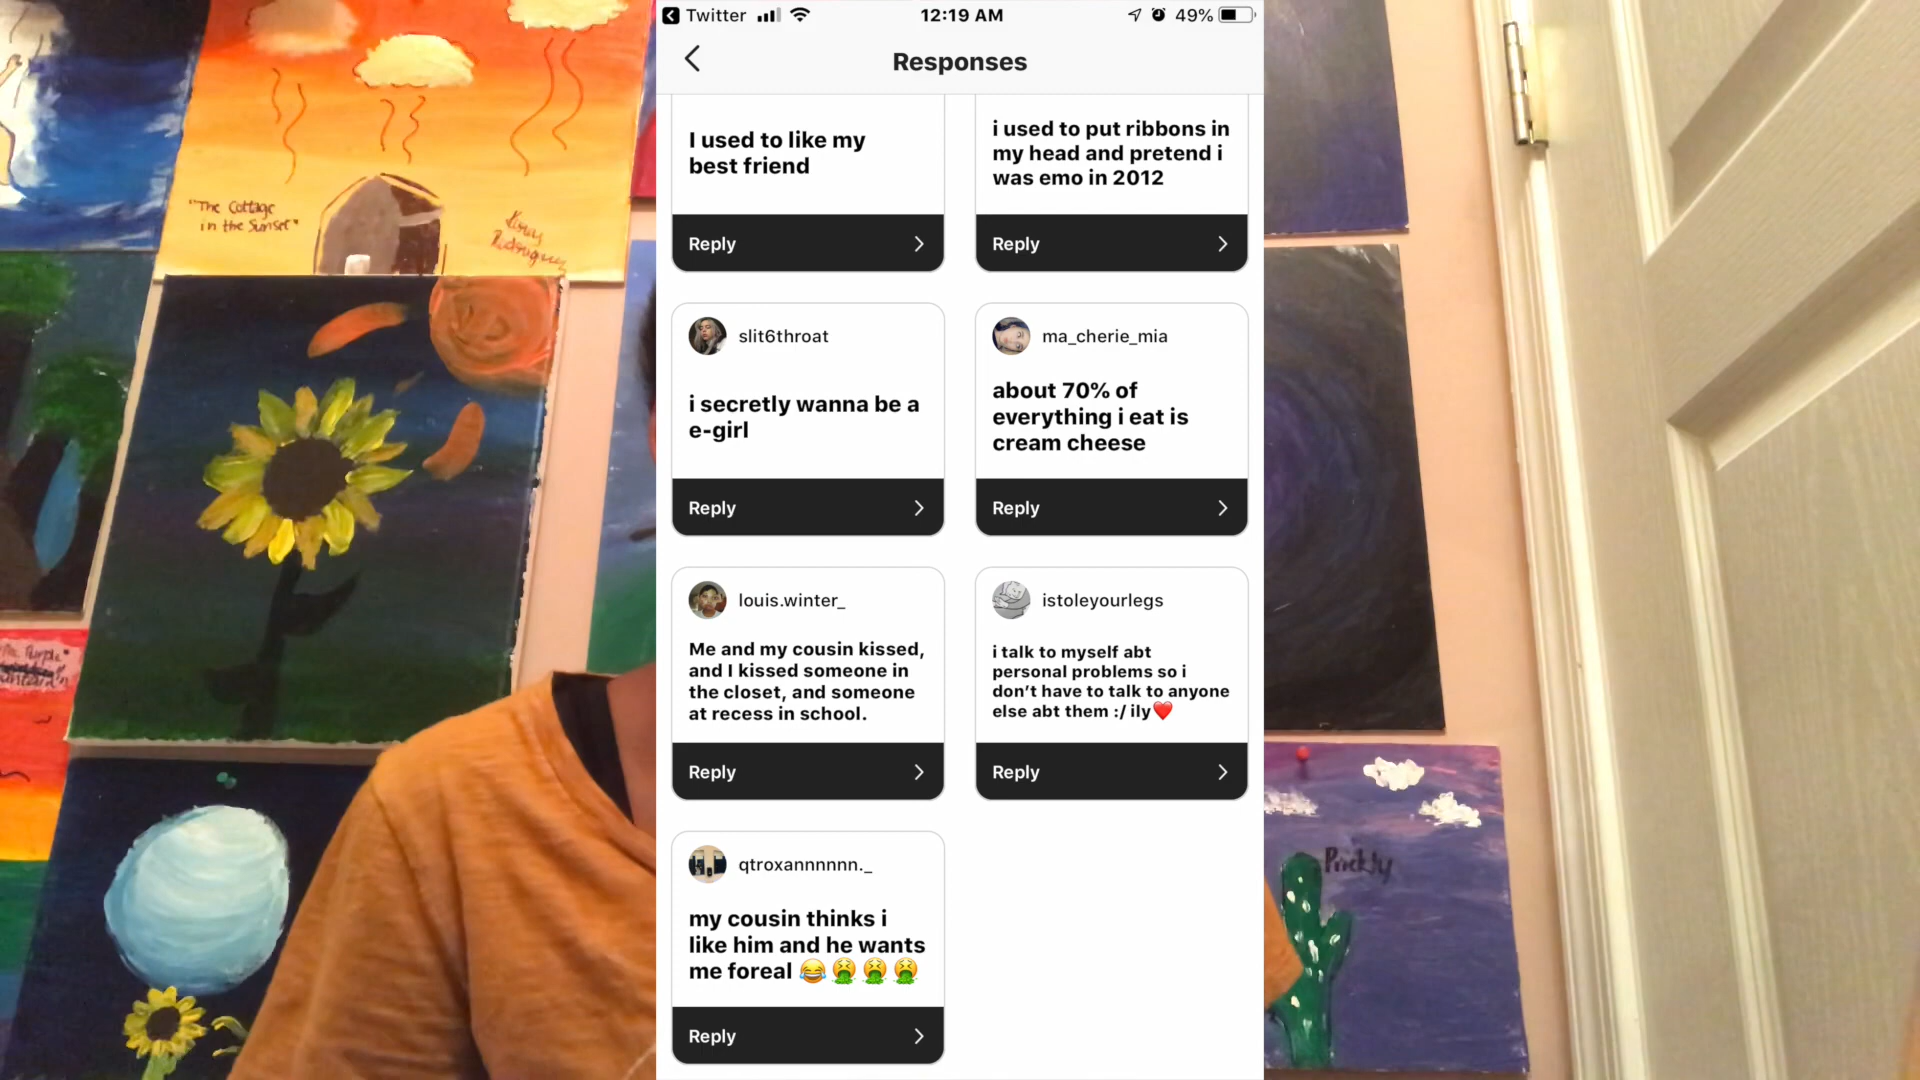 Twitter
12:19 AM
49%
Responses
I used to like my
best friend
Reply
i used to put ribbons in
my head and pretend i
was emo in 2012
Reply
slit6throat
i secretly wanna be a
e-girl
Reply
ma_cherie_mia
about 70% of
everything i eat is
cream cheese
Reply
louis.winter_
Me and my cousin kissed,
and I kissed someone in
the closet, and someone
at recess in school.
Reply
istoleyourlegs
i talk to myself abt
personal problems so i
don’t have to talk to anyone
else abt them :/ ily❤️
Reply
qtroxannnnnn._
my cousin thinks i
like him and he wants
me foreal 😂🤮🤮🤮
Reply
"The Cottage
in the Sunset"
Rodriguez
Purple"
Prickly